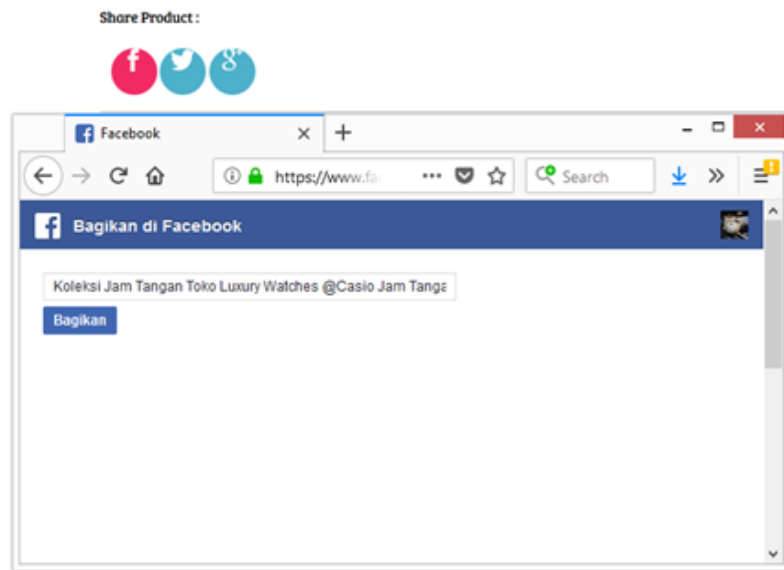 Share Product :
f g+
Facebook
https://www.fa
Search
f Bagikan di Facebook
Koleksi Jam Tangan Toko Luxury Watches @Casio Jam Tanga
Bagikan